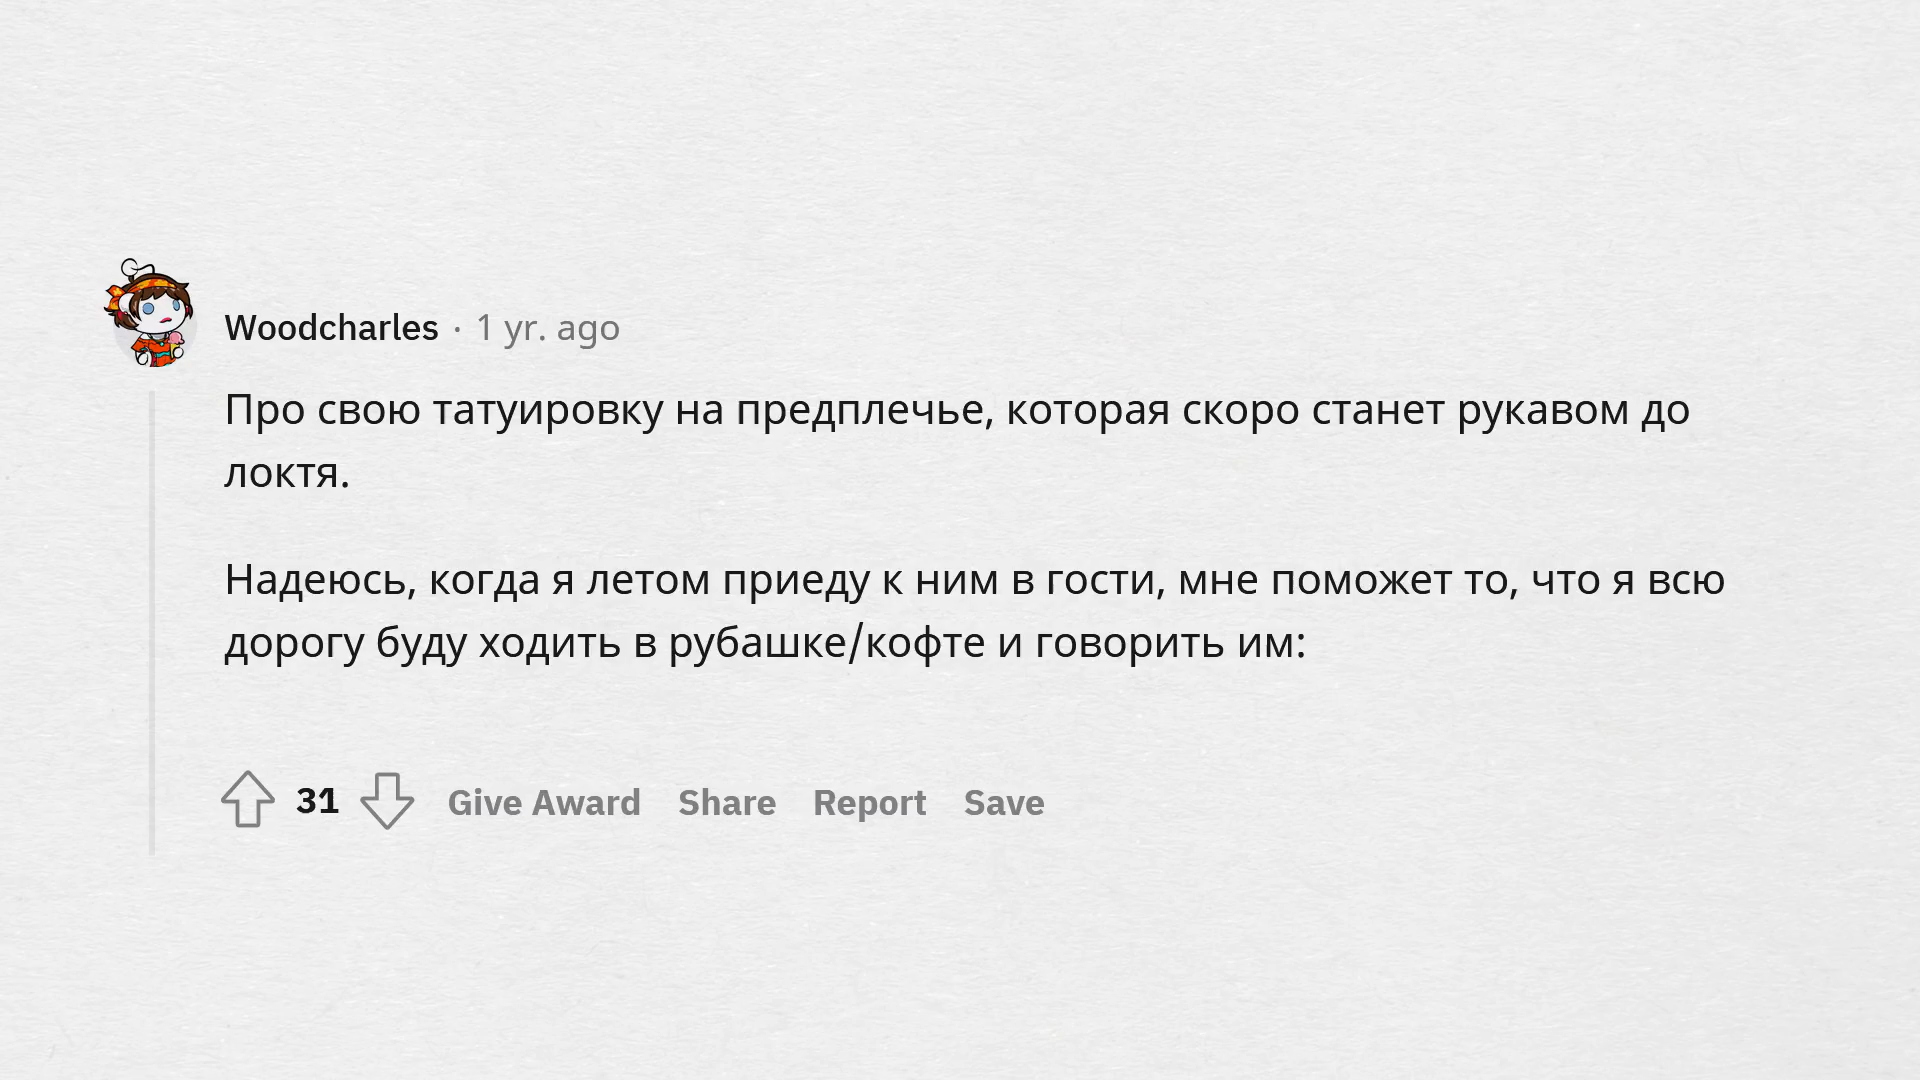 Woodcharles · 1 yr. ago
Про свою татуировку на предплечье, которая скоро станет рукавом до
локтя.
Надеюсь, когда я летом приеду к ним в гости, мне поможет то, что я всю
дорогу буду ходить в рубашке/кофте и говорить им:
31 Give Award Share Report Save